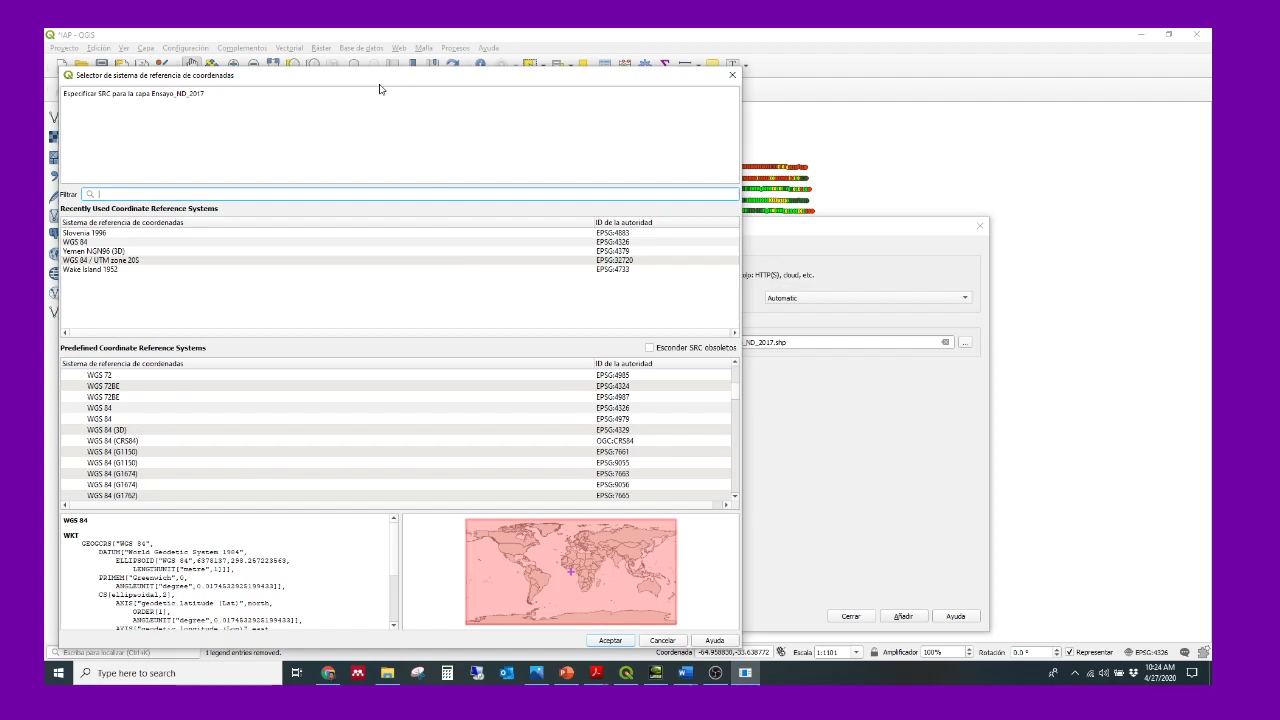 *IAP - QGIS
Proyecto Edición Ver Capa Configuración Complementos Vectorial Ráster Base de datos Web Malla Procesos Ayuda
Selector de sistema de referencia de coordenadas
Especificar SRC para la capa Ensayo_ND_2017
Filtrar
Recently Used Coordinate Reference Systems
Sistema de referencia de coordenadas ID de la autoridad
Slovenia 1996 EPSG:4883
WGS 84 EPSG:4326
Yemen NGN96 (3D) EPSG:4379
WGS 84 / UTM zone 20S EPSG:32720
Wake Island 1952 EPSG:4733
Predefined Coordinate Reference Systems Esconder SRC obsoletos
Sistema de referencia de coordenadas ID de la autoridad
WGS 72 EPSG:4985
WGS 72BE EPSG:4324
WGS 72BE EPSG:4987
WGS 84 EPSG:4326
WGS 84 EPSG:4979
WGS 84 (3D) EPSG:4329
WGS 84 (CRS84) OGC:CRS84
WGS 84 (G1150) EPSG:7661
WGS 84 (G1150) EPSG:9055
WGS 84 (G1674) EPSG:7663
WGS 84 (G1674) EPSG:9056
WGS 84 (G1762) EPSG:7665
WGS 84
WKT
GEOGCRS["WGS 84",
DATUM["World Geodetic System 1984",
ELLIPSOID["WGS 84",6378137,298.257223563,
LENGTHUNIT["metre",1]]],
PRIMEM["Greenwich",0,
ANGLEUNIT["degree",0.0174532925199433]],
CS[ellipsoidal,2],
AXIS["geodetic latitude (Lat)",north,
ORDER[1],
ANGLEUNIT["degree",0.0174532925199433]],
AXIS["geodetic longitude (Lon)",east,
Aceptar Cancelar Ayuda
HTTP(S), cloud, etc.
Automatic
_ND_2017.shp
...
Cerrar Añadir Ayuda
Escriba para localizar (Ctrl+K) 1 legend entries removed. Coordenada Escala 1:1101 Amplificador 100% Rotación 0.0 ° Representar EPSG:4326
Type here to search
10:24 AM
4/27/2020